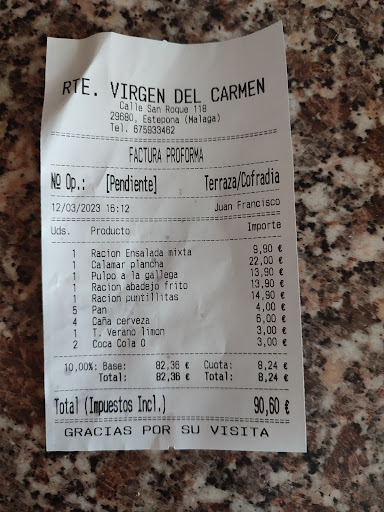 RTE. VIRGEN DEL CARMEN
Calle San Roque 118
29680, Estepona (Malaga)
Tel. 675933462
FACTURA PROFORMA
Nº Op.: [Pendiente] Terraza/Cofradia
12/03/2023 16:12 Juan Francisco
Uds. Producto Importe
1 Racion Ensalada mixta 9,90 €
1 Calamar plancha 22,00 €
1 Pulpo a la gallega 13,90 €
1 Racion abadejo frito 13,90 €
1 Racion puntillitas 14,90 €
5 Pan 4,00 €
4 Caña cerveza 6,00 €
1 T. Verano limon 3,00 €
2 Coca Cola 0 3,00 €
10,00%: Base: 82,36 € Cuota: 8,24 €
Total: 82,36 € Total: 8,24 €
Total (Impuestos Incl.) 90,60 €
GRACIAS POR SU VISITA